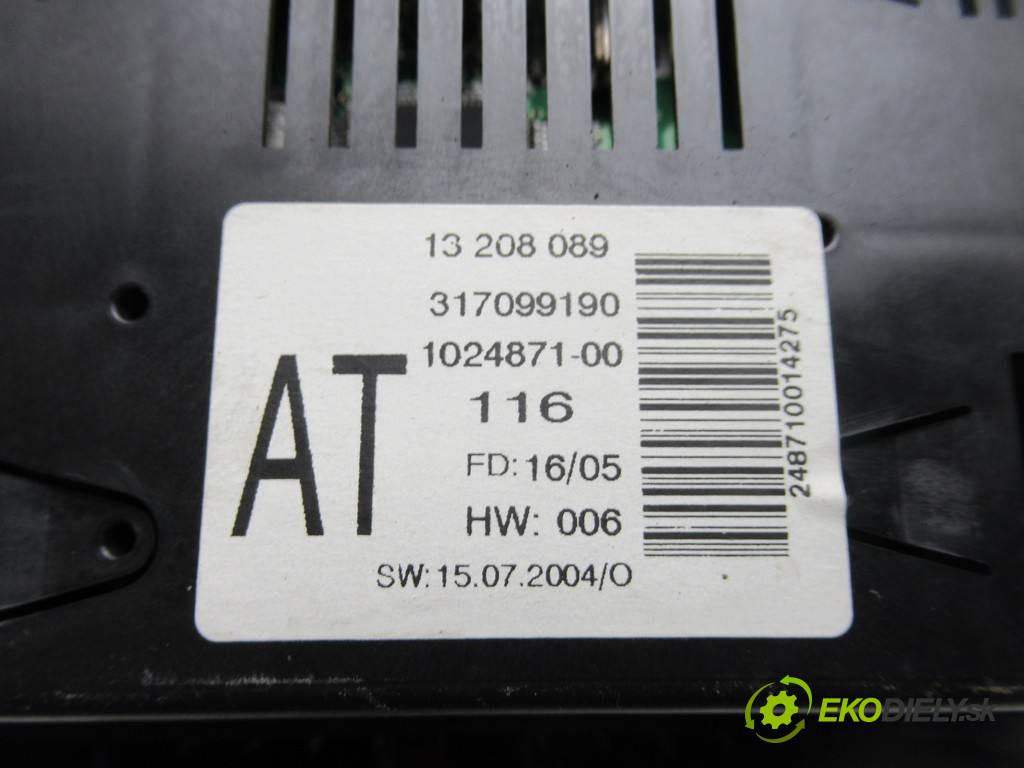 13 208 089
317099190
1024871-00
AT
116
FD: 16/05
HW: 006
SW: 15.07.2004/O
248710014275
EKODIELY.sk